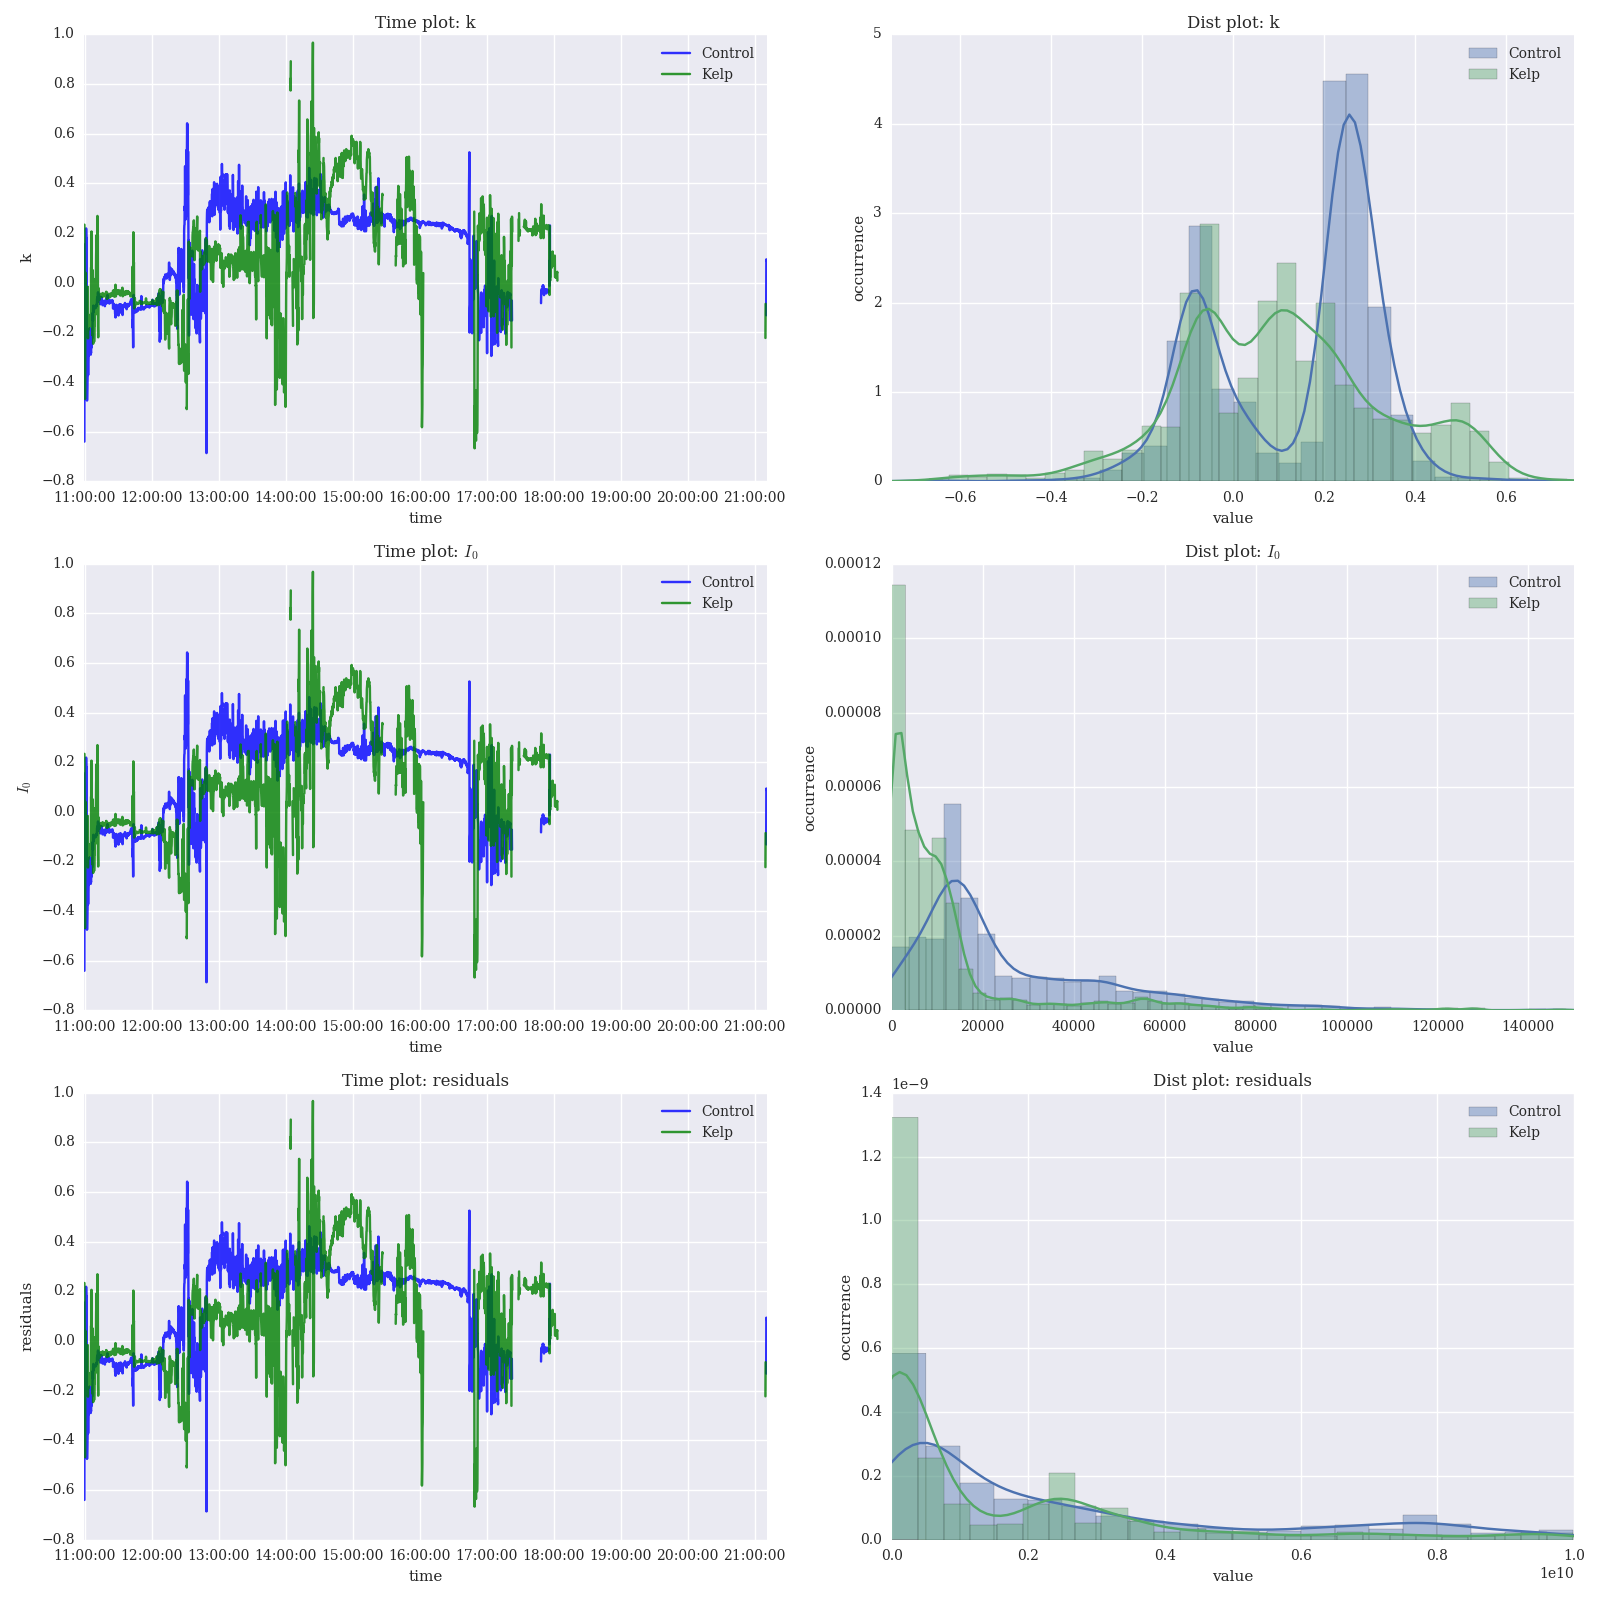 Time plot: k
1.0
0.8
0.6
0.4
0.2
0.0
−0.2
−0.4
−0.6
−0.8
k
11:00:00 12:00:00 13:00:00 14:00:00 15:00:00 16:00:00 17:00:00 18:00:00 19:00:00 20:00:00 21:00:00
time
Control
Kelp
Dist plot: k
5
4
3
2
1
0
occurrence
−0.6 −0.4 −0.2 0.0 0.2 0.4 0.6
value
Control
Kelp
Time plot: I₀
1.0
0.8
0.6
0.4
0.2
0.0
−0.2
−0.4
−0.6
−0.8
I₀
11:00:00 12:00:00 13:00:00 14:00:00 15:00:00 16:00:00 17:00:00 18:00:00 19:00:00 20:00:00 21:00:00
time
Control
Kelp
Dist plot: I₀
0.00012
0.00010
0.00008
0.00006
0.00004
0.00002
0.00000
occurrence
0 20000 40000 60000 80000 100000 120000 140000
value
Control
Kelp
Time plot: residuals
1.0
0.8
0.6
0.4
0.2
0.0
−0.2
−0.4
−0.6
−0.8
residuals
11:00:00 12:00:00 13:00:00 14:00:00 15:00:00 16:00:00 17:00:00 18:00:00 19:00:00 20:00:00 21:00:00
time
Control
Kelp
Dist plot: residuals
1e−9
1.4
1.2
1.0
0.8
0.6
0.4
0.2
0.0
occurrence
0.0 0.2 0.4 0.6 0.8 1.0
1e10
value
Control
Kelp